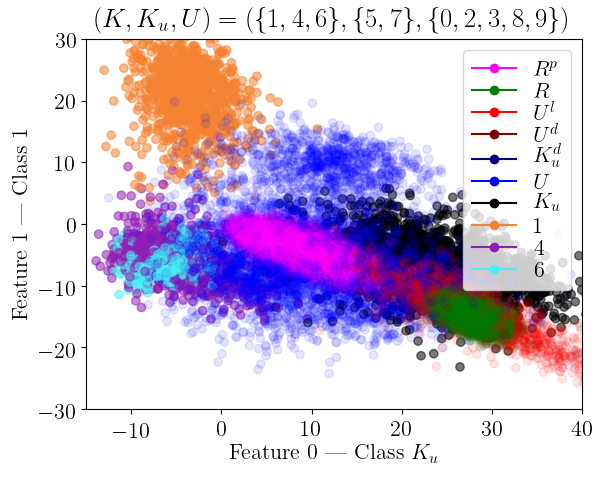 (K, K_u, U) = ({1, 4, 6}, {5, 7}, {0, 2, 3, 8, 9})
30
20
10
0
−10
−20
−30
Feature 1 — Class 1
R^p
R
U^l
U^d
K_u^d
U
K_u
1
4
6
−10
0
10
20
30
40
Feature 0 — Class K_u